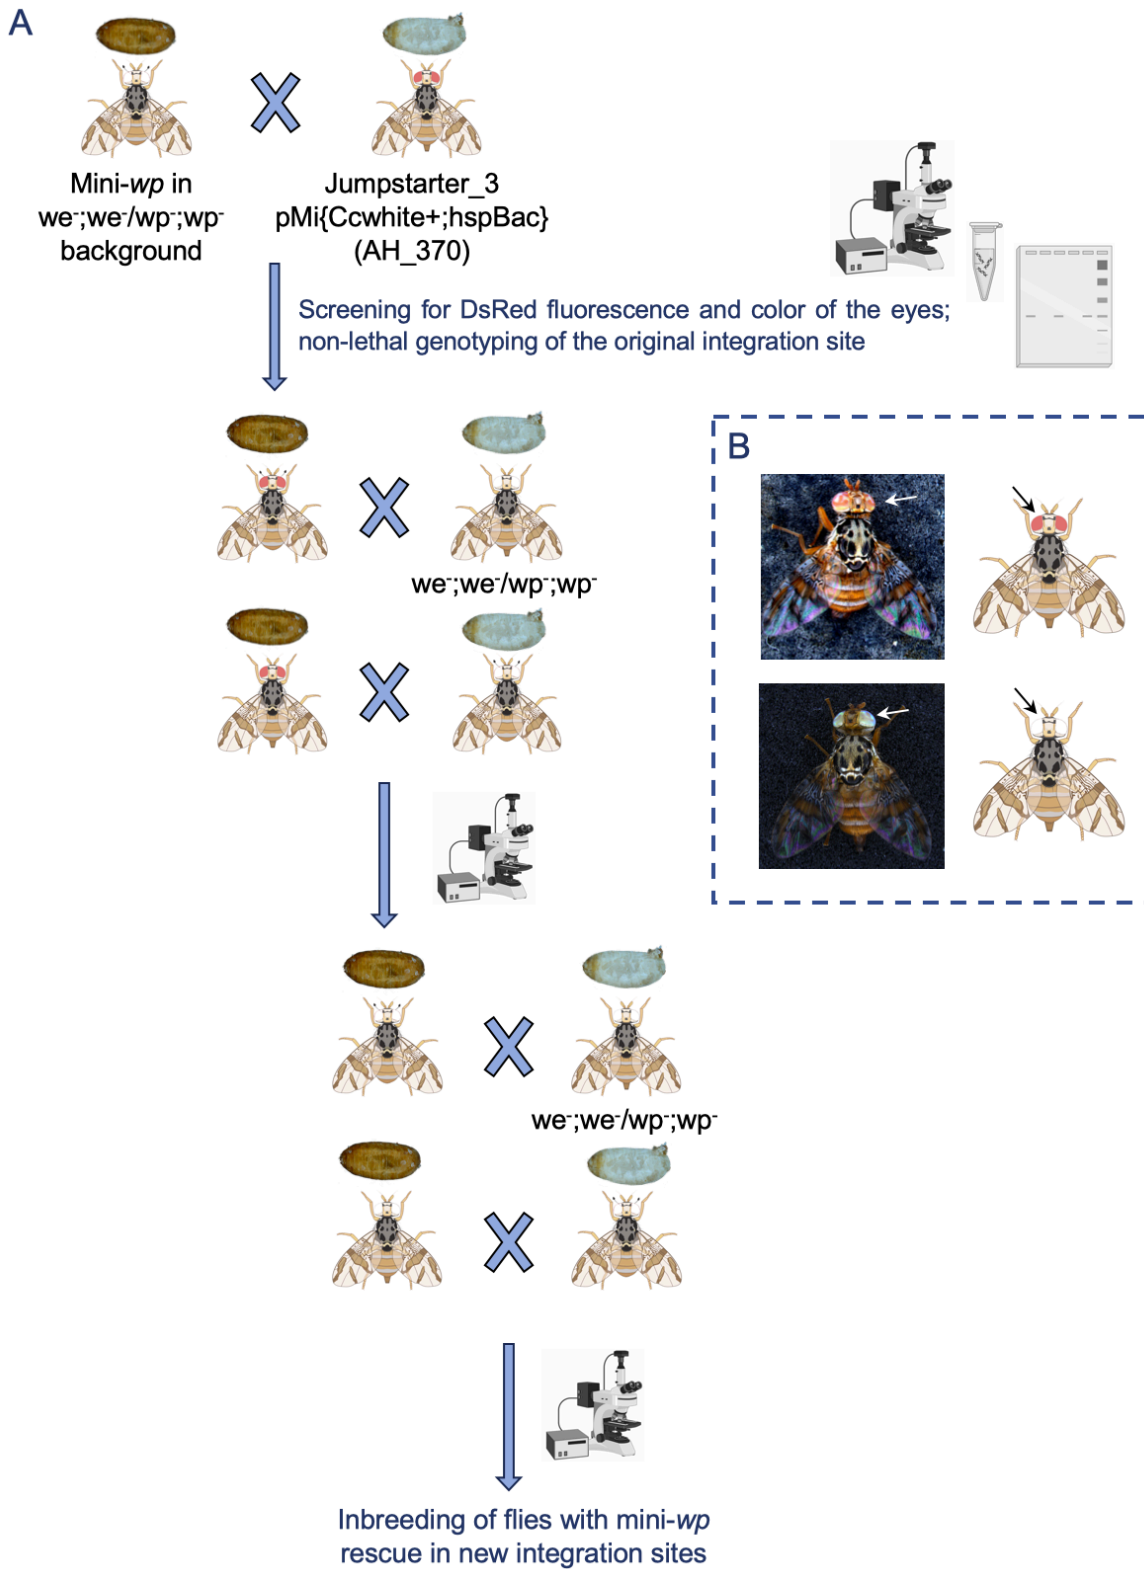 A
Mini-wp in
we⁻;we⁻/wp⁻;wp⁻
background
Jumpstarter_3
pMi{Ccwhite+;hspBac}
(AH_370)
Screening for DsRed fluorescence and color of the eyes;
non-lethal genotyping of the original integration site
B
we⁻;we⁻/wp⁻;wp⁻
we⁻;we⁻/wp⁻;wp⁻
Inbreeding of flies with mini-wp
rescue in new integration sites